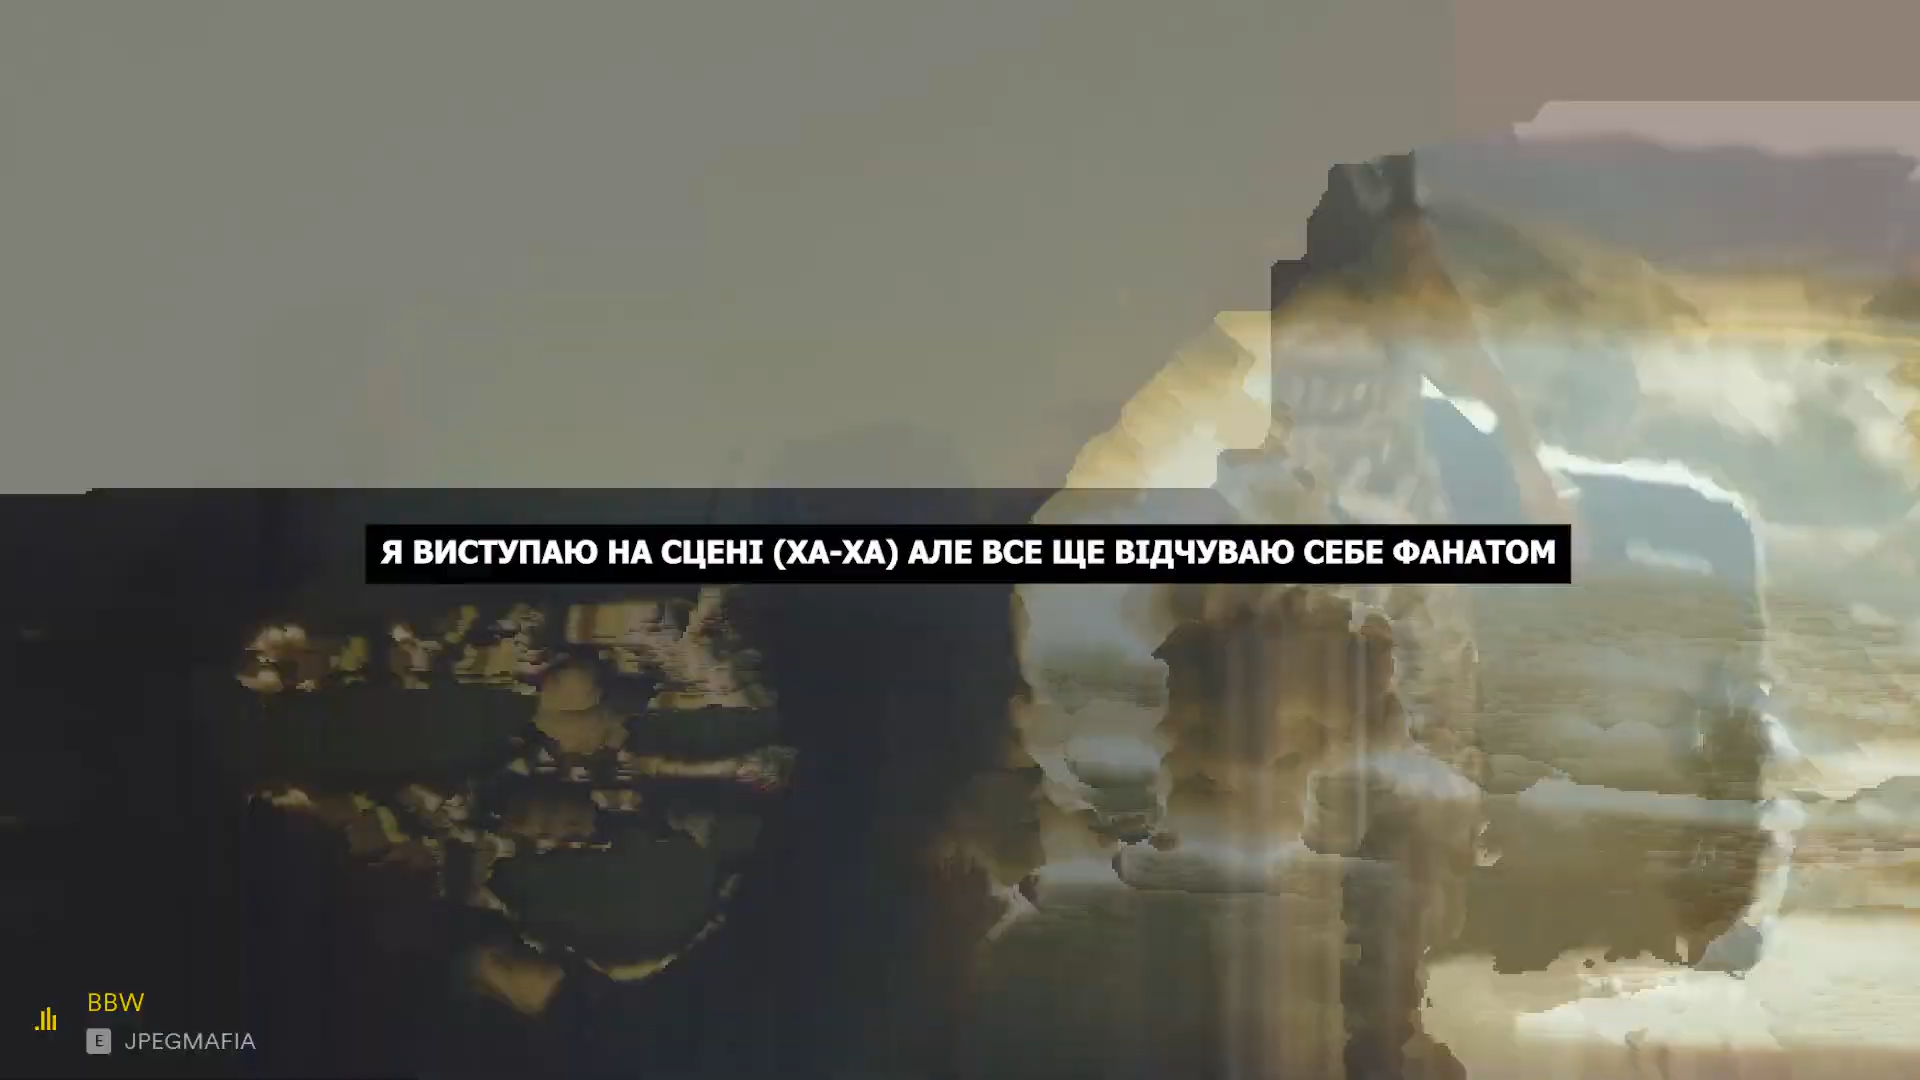 Я ВИСТУПАЮ НА СЦЕНІ (ХА-ХА) АЛЕ ВСЕ ЩЕ ВІДЧУВАЮ СЕБЕ ФАНАТОМ
BBW
E JPEGMAFIA